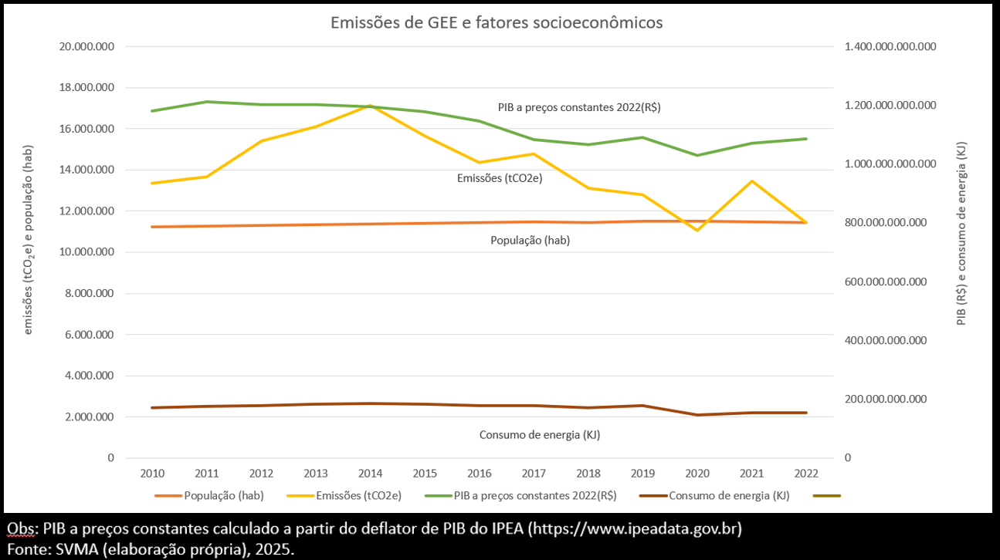 Emissões de GEE e fatores socioeconômicos
20.000.000
18.000.000
16.000.000
14.000.000
12.000.000
10.000.000
8.000.000
6.000.000
4.000.000
2.000.000
0
emissões (tCO₂e) e população (hab)
PIB a preços constantes 2022(R$)
Emissões (tCO2e)
População (hab)
Consumo de energia (KJ)
1.400.000.000.000
1.200.000.000.000
1.000.000.000.000
800.000.000.000
600.000.000.000
400.000.000.000
200.000.000.000
0
PIB (R$) e consumo de energia (KJ)
2010 2011 2012 2013 2014 2015 2016 2017 2018 2019 2020 2021 2022
População (hab) Emissões (tCO2e) PIB a preços constantes 2022(R$) Consumo de energia (KJ)
Obs: PIB a preços constantes calculado a partir do deflator de PIB do IPEA (https://www.ipeadata.gov.br)
Fonte: SVMA (elaboração própria), 2025.